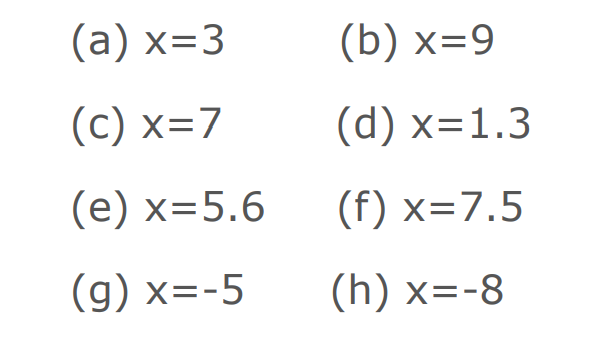 (a) x=3 (b) x=9
(c) x=7 (d) x=1.3
(e) x=5.6 (f) x=7.5
(g) x=-5 (h) x=-8